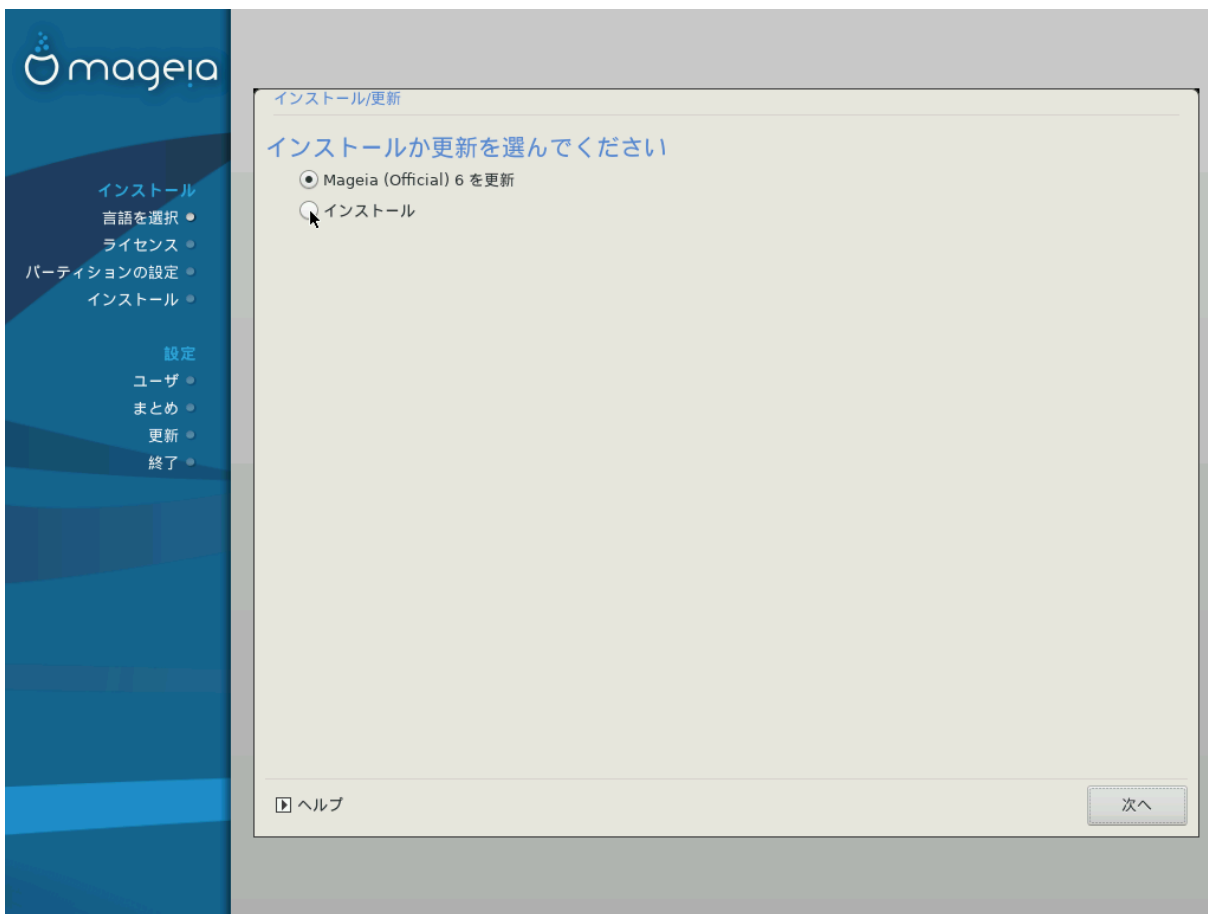 mageia
インストール
言語を選択
ライセンス
パーティションの設定
インストール
設定
ユーザ
まとめ
更新
終了
インストール/更新
インストールか更新を選んでください
Mageia (Official) 6 を更新
インストール
ヘルプ
次へ